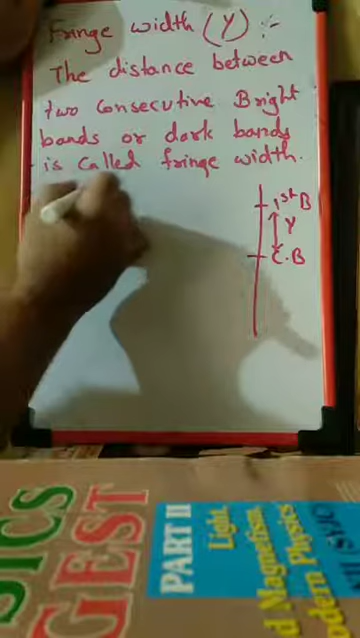 Fringe width (Y) :-
The distance between
two consecutive Bright
bands or dark bands
is called fringe width.
1st B
Y
C.B
GEST
PART II
Light,
Magnetism,
Physics